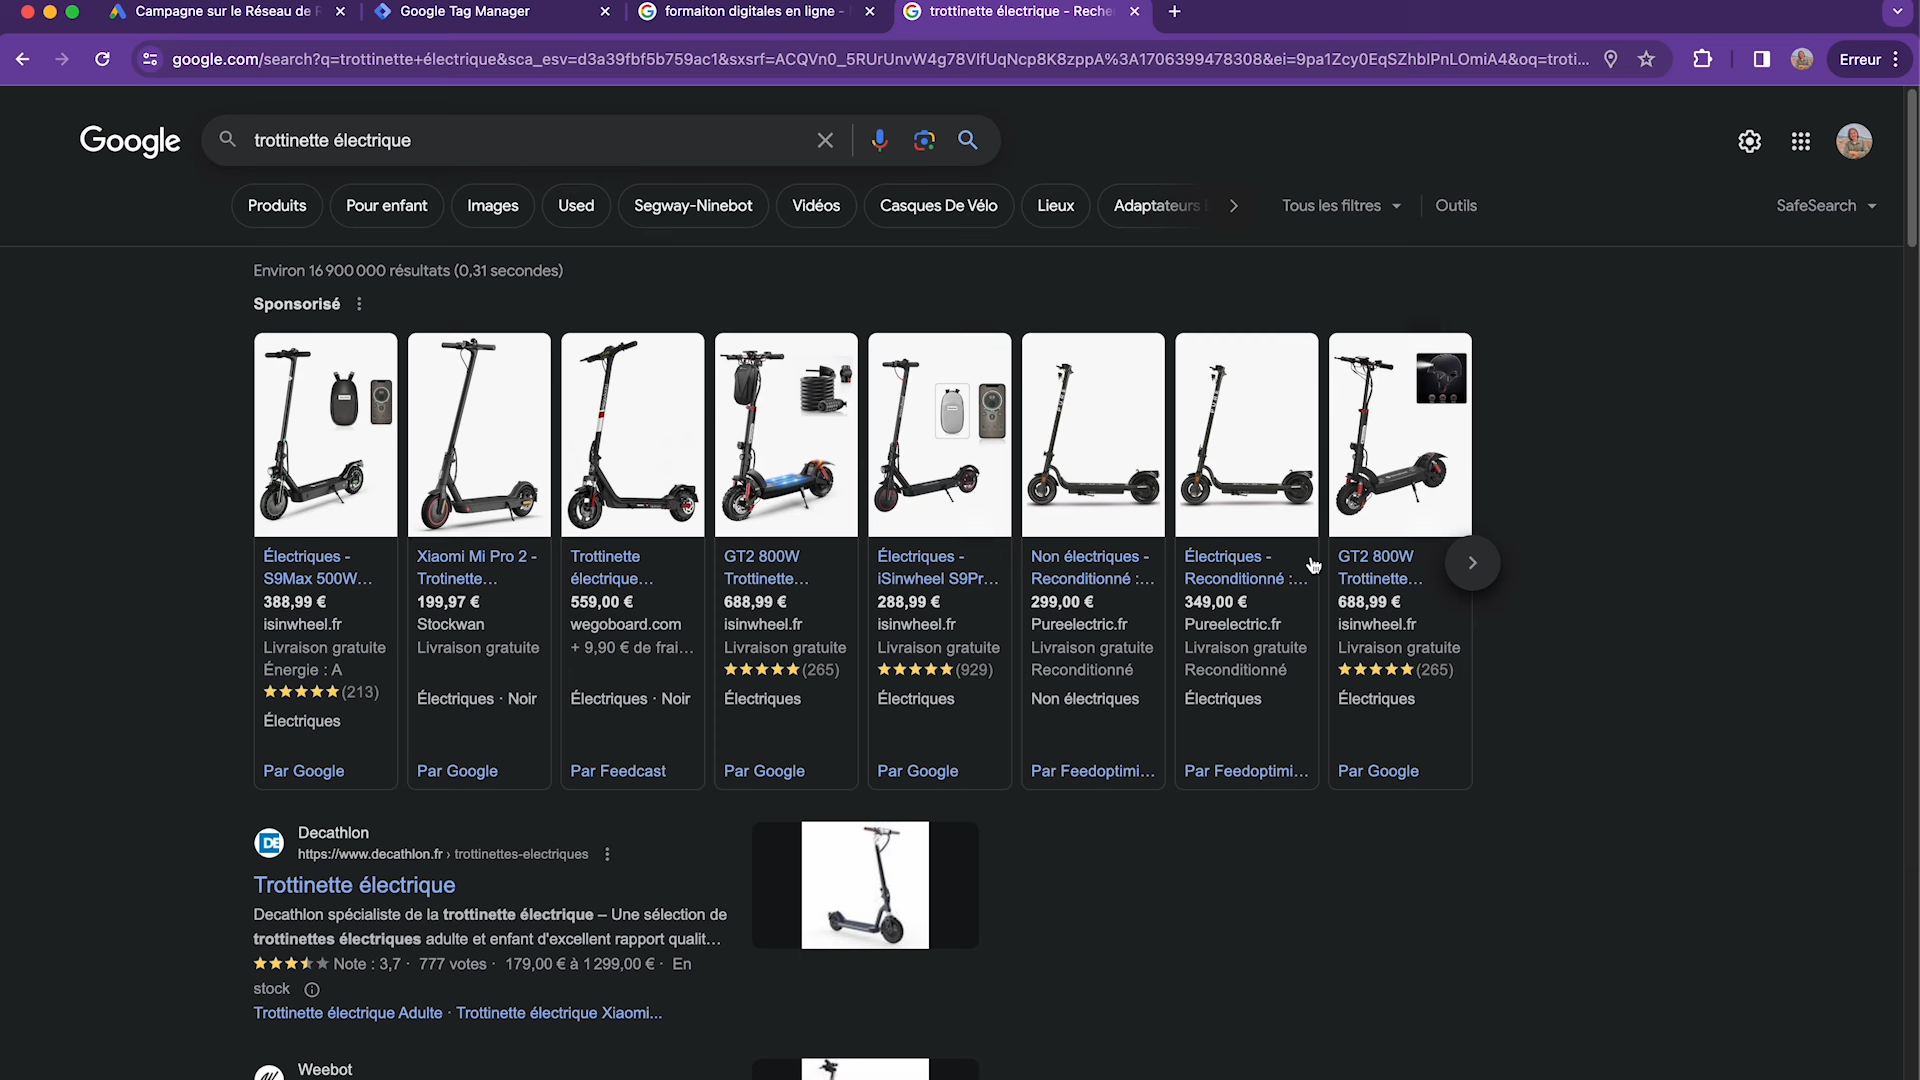 Campagne sur le Réseau de
Google Tag Manager
formaiton digitales en ligne -
trottinette électrique - Reche
google.com/search?q=trottinette+électrique&sca_esv=d3a39fbf5b759ac1&sxsrf=ACQVn0_5RUrUnvW4g78VlfUqNcp8K8zppA%3A1706399478308&ei=9pa1Zcy0EqSZhbIPnLOmiA4&oq=trotti...
Erreur
Google
trottinette électrique
Produits
Pour enfant
Images
Used
Segway-Ninebot
Vidéos
Casques De Vélo
Lieux
Adaptateurs
Tous les filtres
Outils
SafeSearch
Environ 16 900 000 résultats (0,31 secondes)
Sponsorisé
Électriques -
S9Max 500W...
388,99 €
isinwheel.fr
Livraison gratuite
Énergie : A
(213)
Électriques
Par Google
Xiaomi Mi Pro 2 -
Trotinette...
199,97 €
Stockwan
Livraison gratuite
Électriques · Noir
Par Google
Trottinette
électrique...
559,00 €
wegoboard.com
+ 9,90 € de frai...
Électriques · Noir
Par Feedcast
GT2 800W
Trottinette...
688,99 €
isinwheel.fr
Livraison gratuite
(265)
Électriques
Par Google
Électriques -
iSinwheel S9Pr...
288,99 €
isinwheel.fr
Livraison gratuite
(929)
Électriques
Par Google
Non électriques -
Reconditionné :...
299,00 €
Pureelectric.fr
Livraison gratuite
Reconditionné
Non électriques
Par Feedoptimi...
Électriques -
Reconditionné :...
349,00 €
Pureelectric.fr
Livraison gratuite
Reconditionné
Électriques
Par Feedoptimi...
GT2 800W
Trottinette...
688,99 €
isinwheel.fr
Livraison gratuite
(265)
Électriques
Par Google
DE
Decathlon
https://www.decathlon.fr › trottinettes-electriques
Trottinette électrique
Decathlon spécialiste de la trottinette électrique – Une sélection de
trottinettes électriques adulte et enfant d'excellent rapport qualit...
Note : 3,7 · 777 votes · 179,00 € à 1 299,00 € · En
stock
Trottinette électrique Adulte · Trottinette électrique Xiaomi...
Weebot